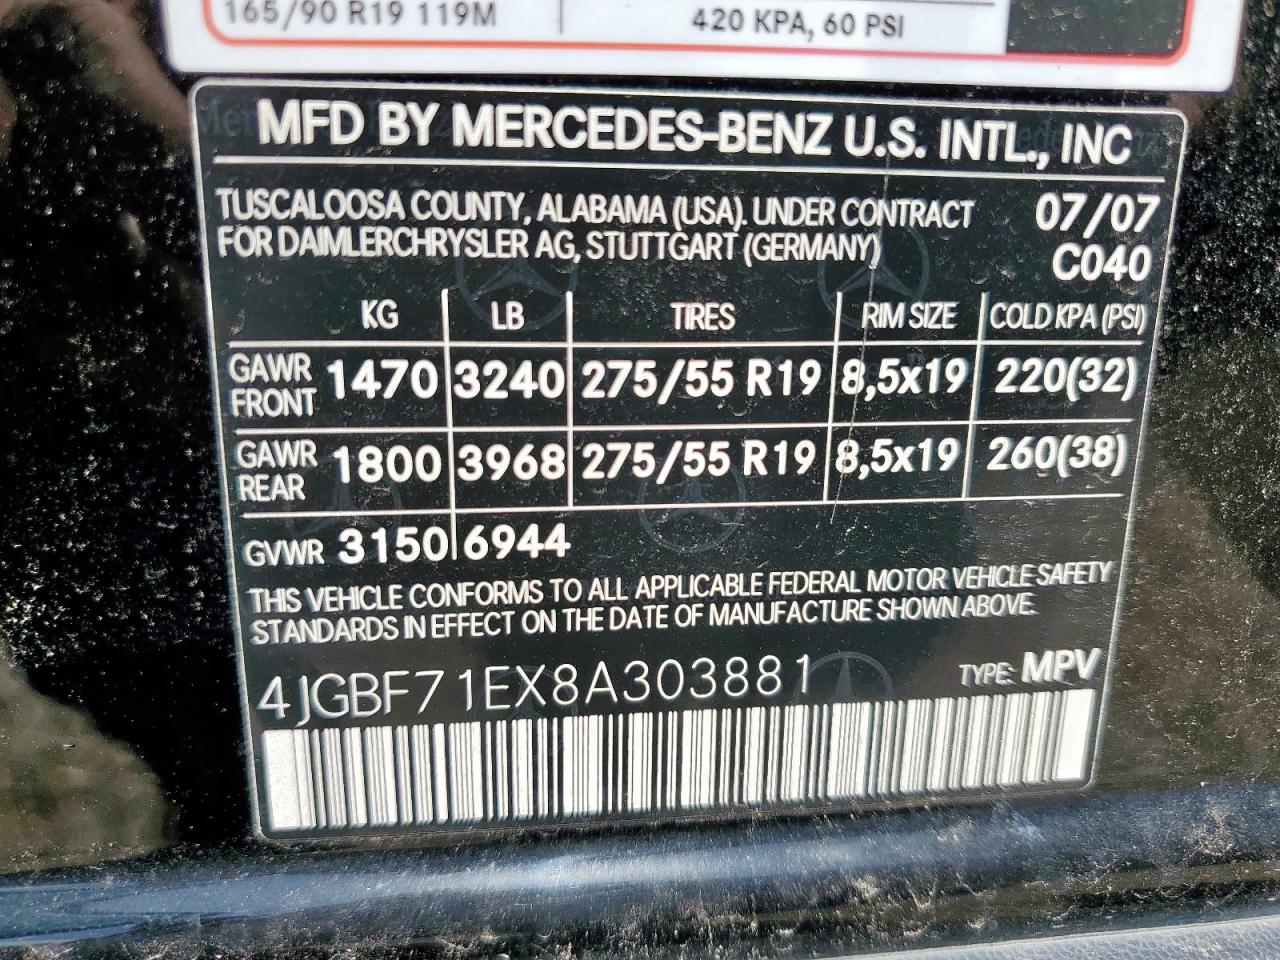 165/90 R19 119M 420 KPA, 60 PSI
MFD BY MERCEDES-BENZ U.S. INTL., INC
TUSCALOOSA COUNTY, ALABAMA (USA). UNDER CONTRACT 07/07
FOR DAIMLERCHRYSLER AG, STUTTGART (GERMANY) C040
KG LB TIRES RIM SIZE COLD KPA (PSI)
GAWR FRONT 1470 3240 275/55 R19 8,5x19 220(32)
GAWR REAR 1800 3968 275/55 R19 8,5x19 260(38)
GVWR 3150 6944
THIS VEHICLE CONFORMS TO ALL APPLICABLE FEDERAL MOTOR VEHICLE SAFETY
STANDARDS IN EFFECT ON THE DATE OF MANUFACTURE SHOWN ABOVE.
4JGBF71EX8A303881 TYPE: MPV